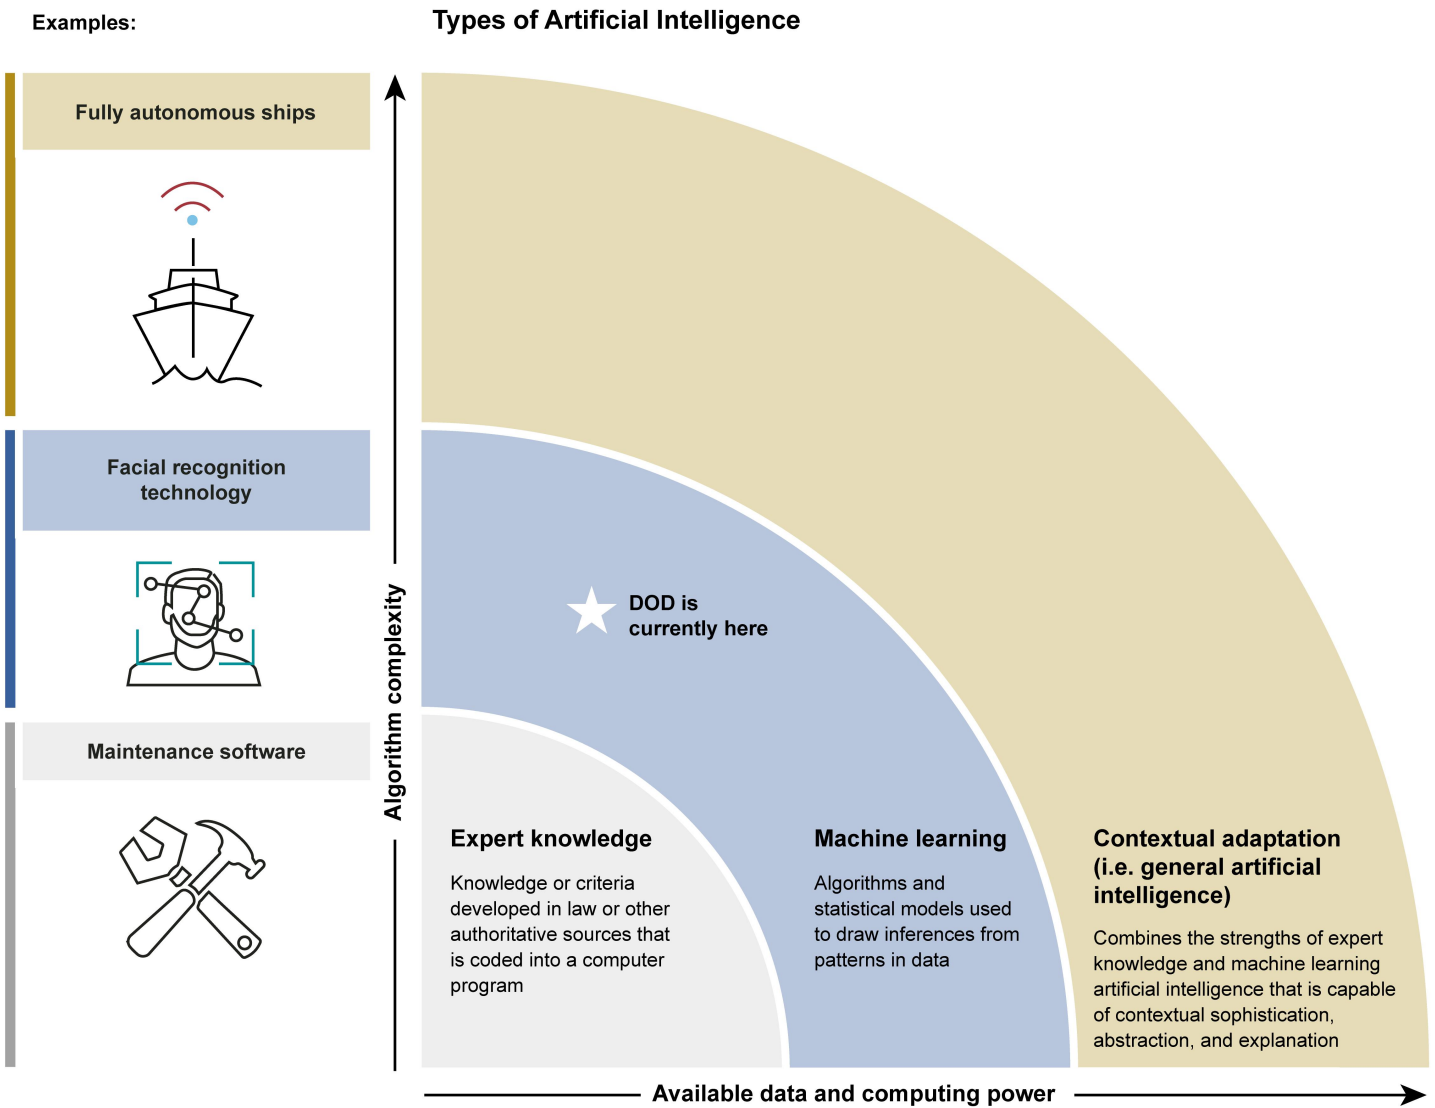 Examples:
Types of Artificial Intelligence
Fully autonomous ships
Facial recognition
technology
Maintenance software
Algorithm complexity
DOD is
currently here
Expert knowledge
Knowledge or criteria
developed in law or other
authoritative sources that
is coded into a computer
program
Machine learning
Algorithms and
statistical models used
to draw inferences from
patterns in data
Contextual adaptation
(i.e. general artificial
intelligence)
Combines the strengths of expert
knowledge and machine learning
artificial intelligence that is capable
of contextual sophistication,
abstraction, and explanation
Available data and computing power